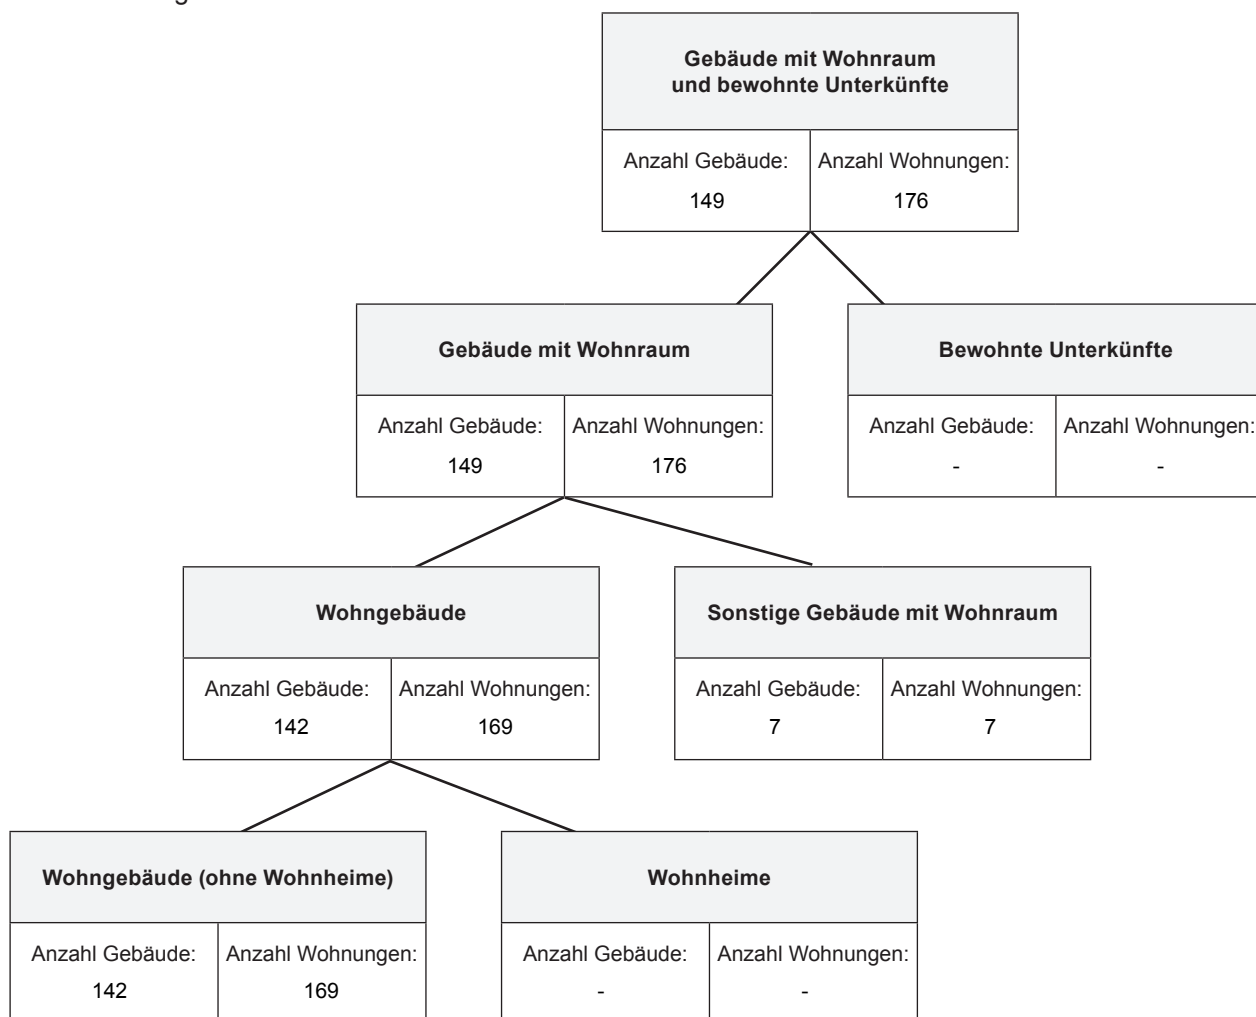 Gebäude mit Wohnraum
und bewohnte Unterkünfte
Anzahl Gebäude: Anzahl Wohnungen:
149 176
Gebäude mit Wohnraum
Anzahl Gebäude: Anzahl Wohnungen:
149 176
Bewohnte Unterkünfte
Anzahl Gebäude: Anzahl Wohnungen:
- -
Wohngebäude
Anzahl Gebäude: Anzahl Wohnungen:
142 169
Sonstige Gebäude mit Wohnraum
Anzahl Gebäude: Anzahl Wohnungen:
7 7
Wohngebäude (ohne Wohnheime)
Anzahl Gebäude: Anzahl Wohnungen:
142 169
Wohnheime
Anzahl Gebäude: Anzahl Wohnungen:
- -